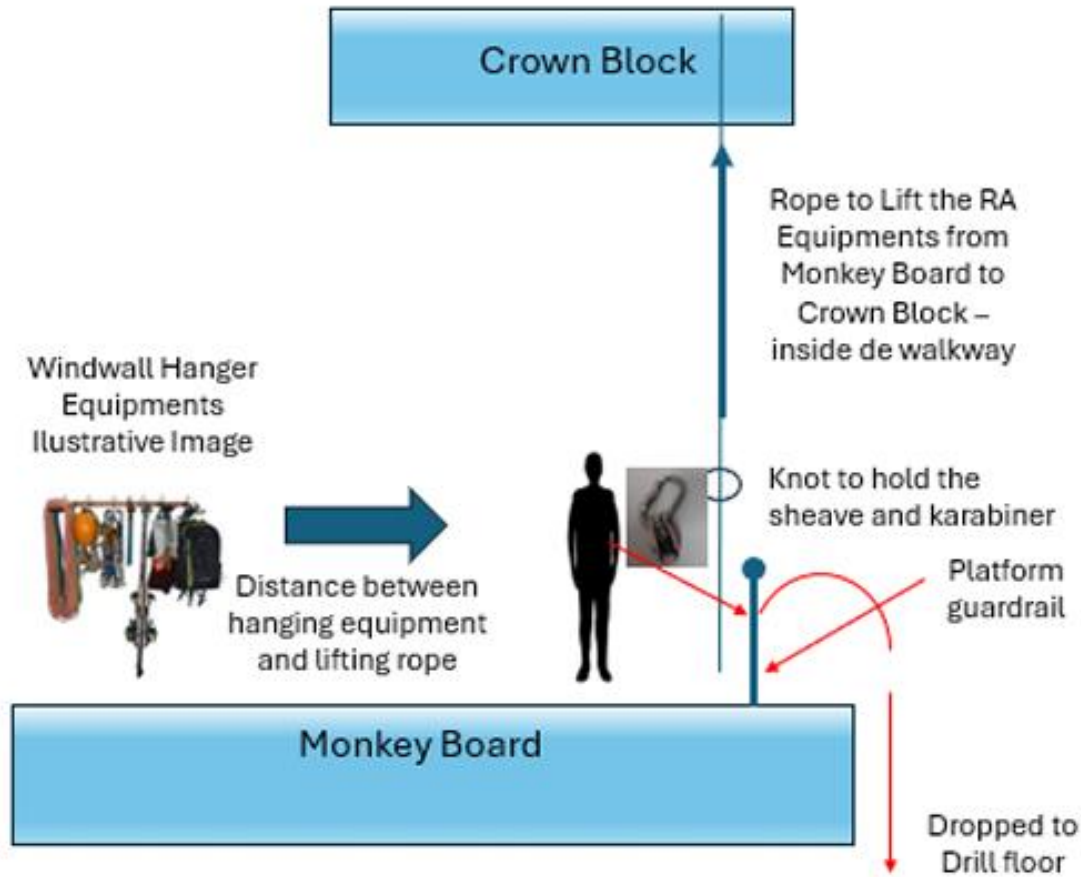 Crown Block
Rope to Lift the RA
Equipments from
Monkey Board to
Crown Block –
inside de walkway
Windwall Hanger
Equipments
Ilustrative Image
Knot to hold the
sheave and karabiner
Platform
guardrail
Distance between
hanging equipment
and lifting rope
Monkey Board
Dropped to
Drill floor